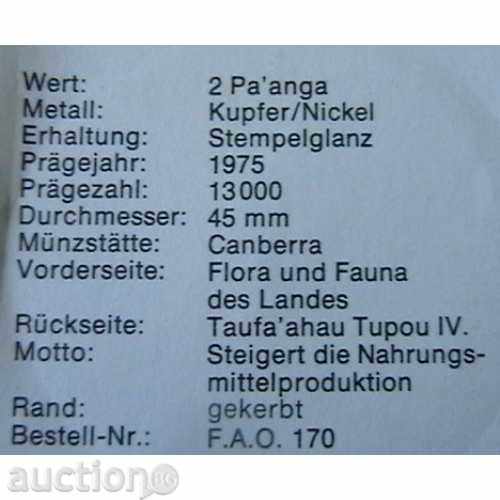 Wert: 2 Pa'anga
Metall: Kupfer/Nickel
Erhaltung: Stempelglanz
Prägejahr: 1975
Prägezahl: 13000
Durchmesser: 45 mm
Münzstätte: Canberra
Vorderseite: Flora und Fauna
des Landes
Rückseite: Taufa'ahau Tupou IV.
Motto: Steigert die Nahrungs-
mittelproduktion
Rand: gekerbt
Bestell-Nr.: F.A.O. 170
auction BG